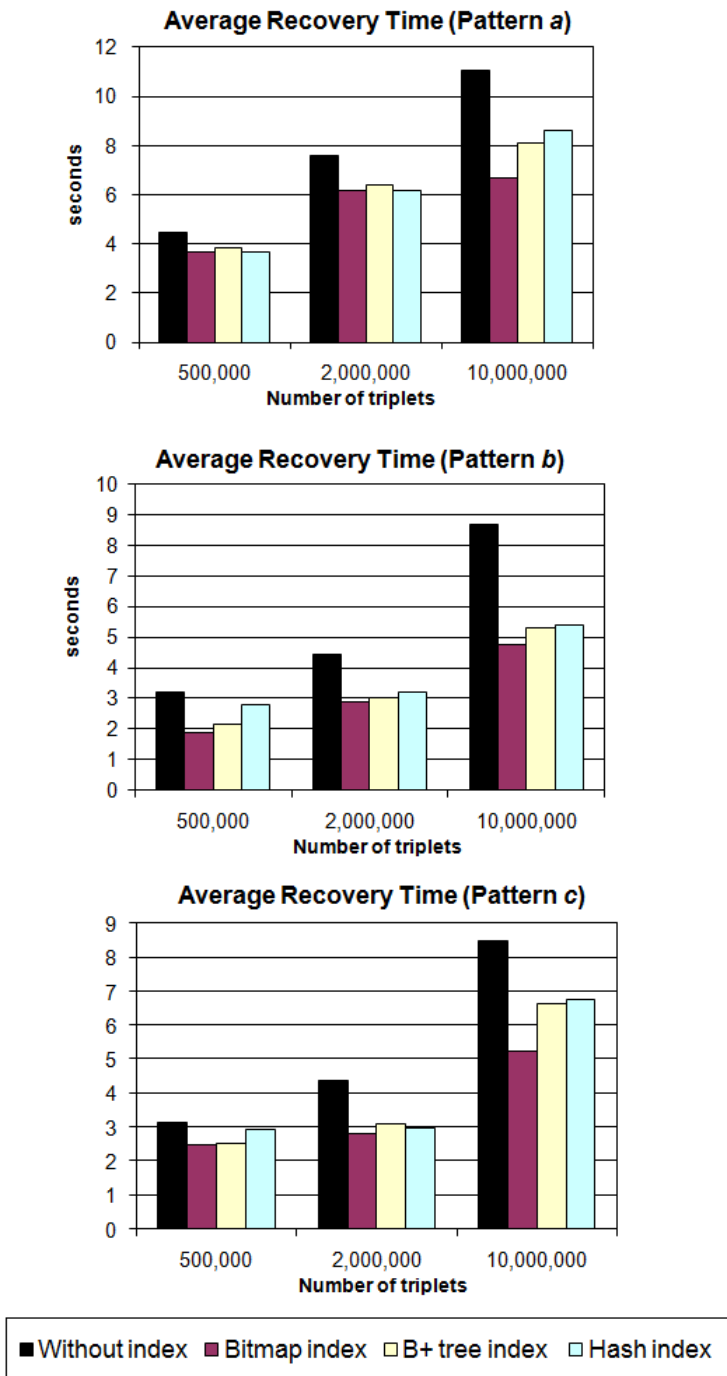 Average Recovery Time (Pattern a)
12
10
8
6
4
2
0
seconds
500,000 2,000,000 10,000,000
Number of triplets
Average Recovery Time (Pattern b)
10
9
8
7
6
5
4
3
2
1
0
seconds
500,000 2,000,000 10,000,000
Number of triplets
Average Recovery Time (Pattern c)
9
8
7
6
5
4
3
2
1
0
500,000 2,000,000 10,000,000
Number of triplets
Without index Bitmap index B+ tree index Hash index